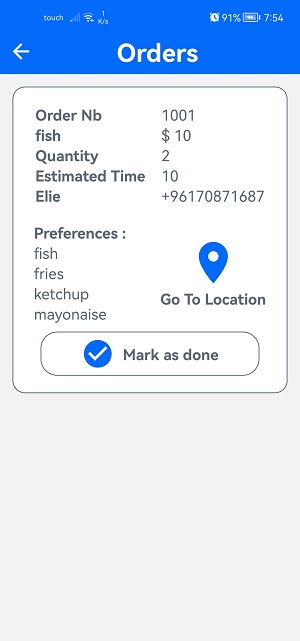 touch 1 K/s 91% 7:54
Orders
Order Nb 1001
fish $ 10
Quantity 2
Estimated Time 10
Elie +96170871687
Preferences :
fish
fries
ketchup
mayonaise
Go To Location
Mark as done